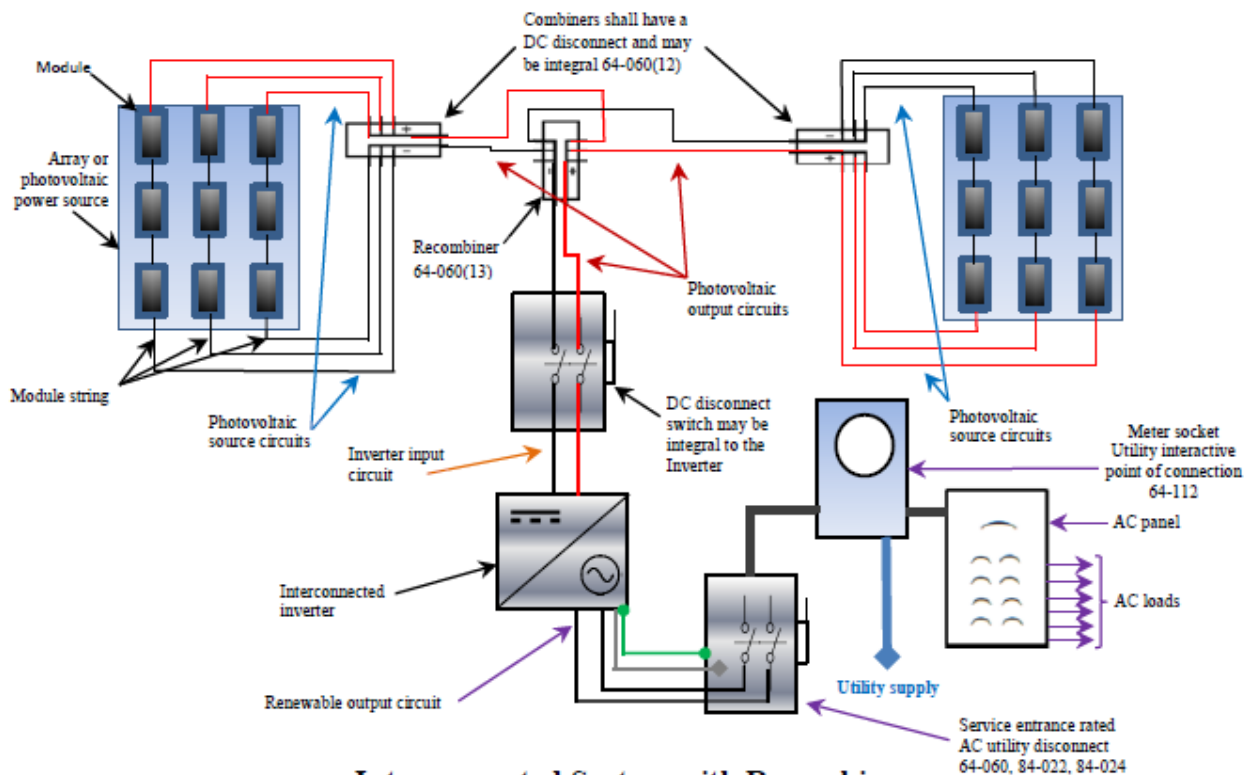 Combiners shall have a
DC disconnect and may
be integral 64-060(12)
Module
Array or
photovoltaic
power source
+
-
-
+
-
+
Recombiner
64-060(13)
Photovoltaic
output circuits
Module string
Photovoltaic
source circuits
DC disconnect
switch may be
integral to the
Inverter
Photovoltaic
source circuits
Inverter input
circuit
Meter socket
Utility interactive
point of connection
64-112
AC panel
Interconnected
inverter
AC loads
Renewable output circuit
Utility supply
Service entrance rated
AC utility disconnect
64-060, 84-022, 84-024